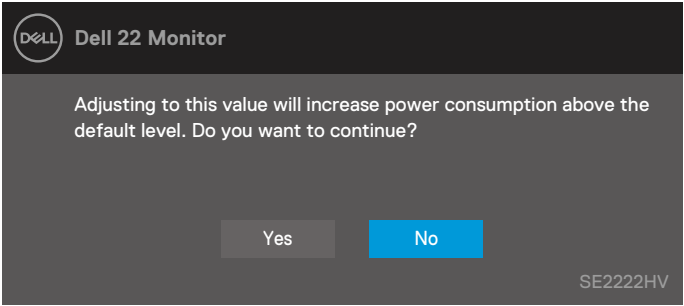 DELL
Dell 22 Monitor
Adjusting to this value will increase power consumption above the
default level. Do you want to continue?
Yes
No
SE2222HV